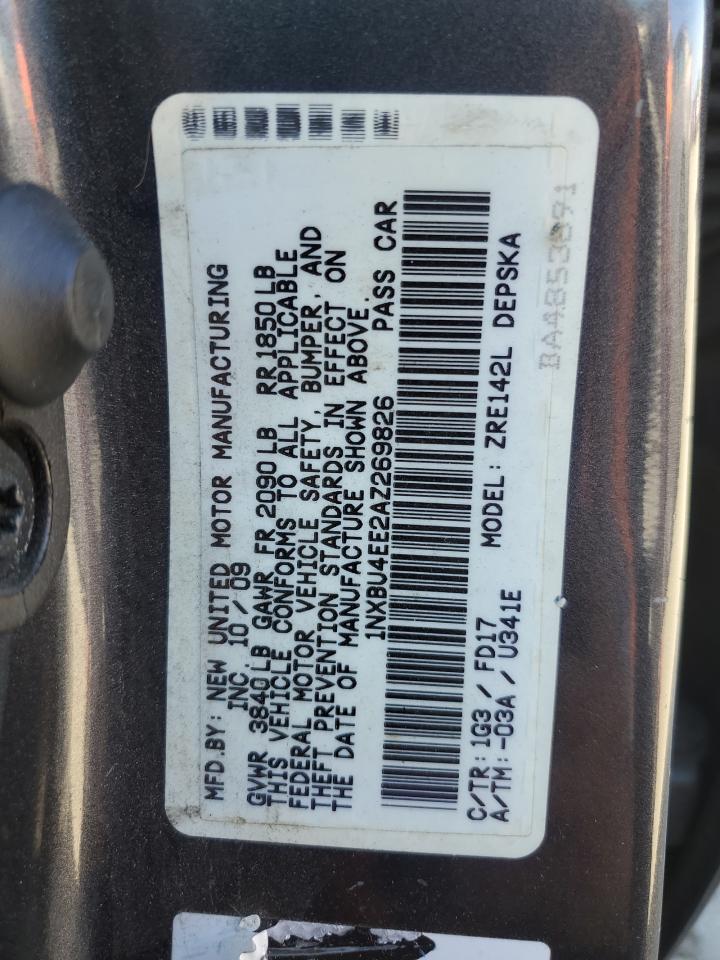 MFD.BY: NEW UNITED MOTOR MANUFACTURING
INC. 10/09
GVWR 3840LB GAWR FR 2090LB RR1850LB
THIS VEHICLE CONFORMS TO ALL APPLICABLE
FEDERAL MOTOR VEHICLE SAFETY, BUMPER, AND
THEFT PREVENTION STANDARDS IN EFFECT ON
THE DATE OF MANUFACTURE SHOWN ABOVE.
1NXBU4EE2AZ269826 PASS CAR
C/TR: 1G3/FD17 MODEL: ZRE142L DEPSKA
A/TM: -03A/U341E